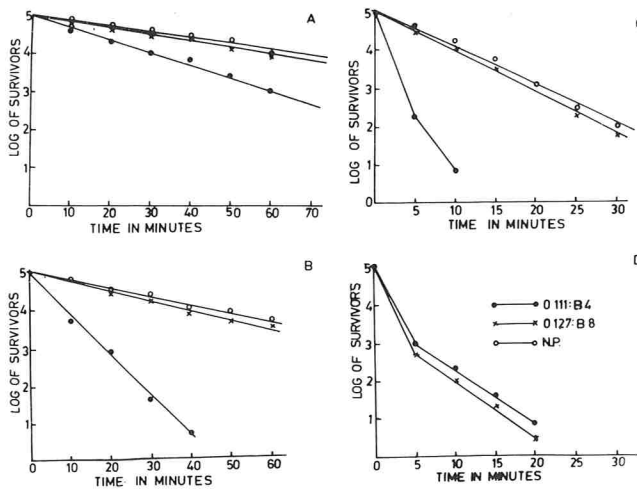 A
LOG OF SURVIVORS
5
4
3
2
1
0 10 20 30 40 50 60 70
TIME IN MINUTES
LOG OF SURVIVORS
5
4
3
2
1
0 5 10 15 20 25 30
TIME IN MINUTES
B
LOG OF SURVIVORS
5
4
3
2
1
0 10 20 30 40 50 60
TIME IN MINUTES
D
LOG OF SURVIVORS
5
4
3
2
1
0 5 10 15 20 25 30
TIME IN MINUTES
O 111:B4
O 127:B8
N.P.